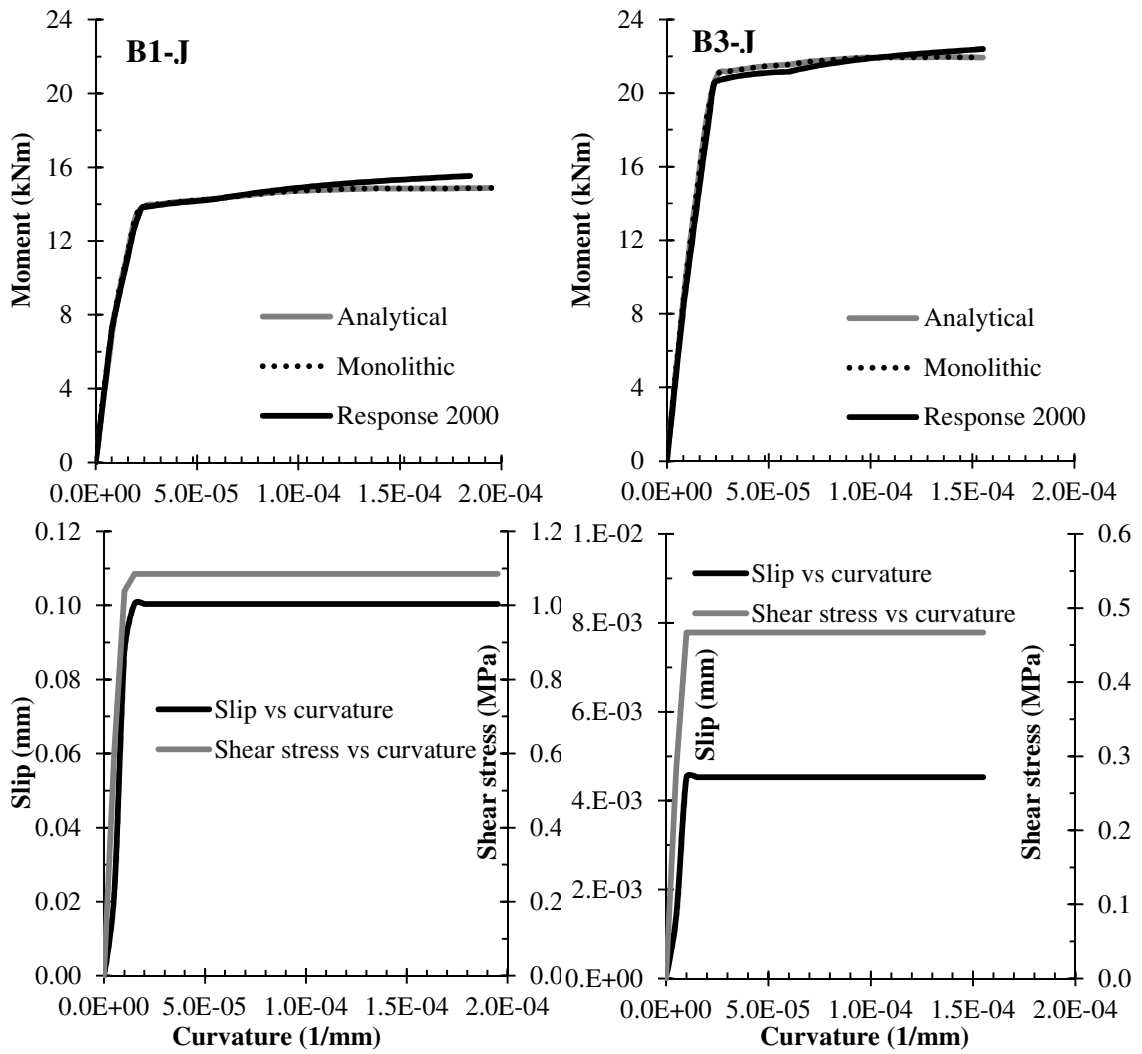 B1-J
Moment (kNm)
24
20
16
12
8
4
0
Analytical
Monolithic
Response 2000
0.0E+00 5.0E-05 1.0E-04 1.5E-04 2.0E-04
B3-J
Moment (kNm)
24
20
16
12
8
4
0
Analytical
Monolithic
Response 2000
0.0E+00 5.0E-05 1.0E-04 1.5E-04 2.0E-04
Slip (mm)
0.12
0.10
0.08
0.06
0.04
0.02
0.00
Slip vs curvature
Shear stress vs curvature
Shear stress (MPa)
1.2
1.0
0.8
0.6
0.4
0.2
0.0
0.0E+00 5.0E-05 1.0E-04 1.5E-04 2.0E-04
Curvature (1/mm)
1.E-02
8.E-03
6.E-03
4.E-03
2.E-03
0.E+00
Slip vs curvature
Shear stress vs curvature
Slip (mm)
Shear stress (MPa)
0.6
0.5
0.4
0.3
0.2
0.1
0.0
0.0E+00 5.0E-05 1.0E-04 1.5E-04 2.0E-04
Curvature (1/mm)